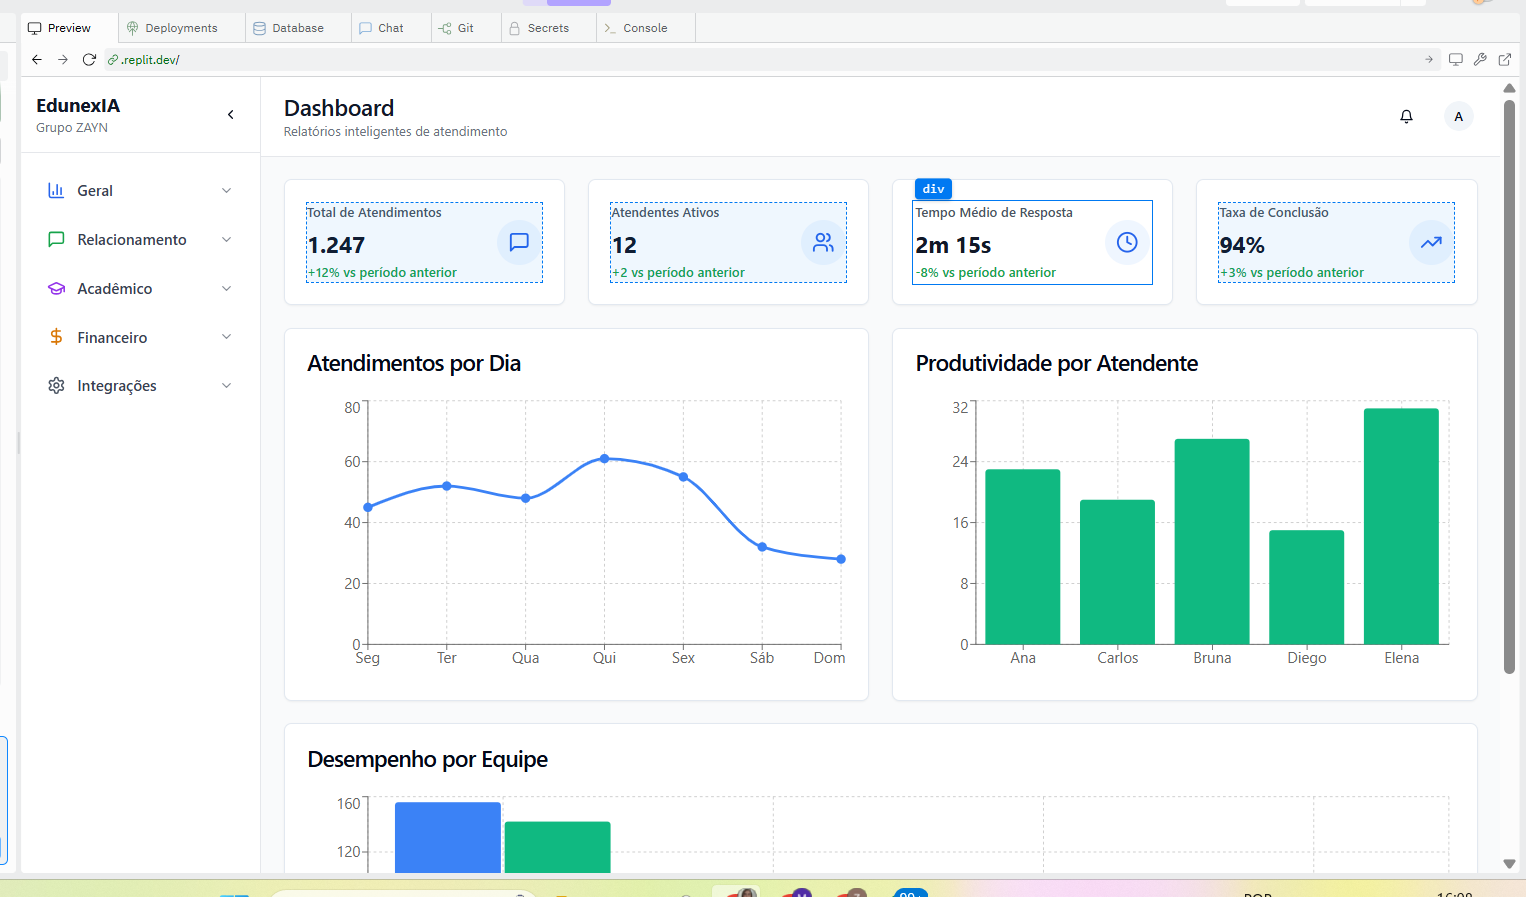 Preview
Deployments
Database
Chat
Git
Secrets
Console
.replit.dev/
EdunexIA
Grupo ZAYN
Dashboard
Relatórios inteligentes de atendimento
A
Geral
Relacionamento
Acadêmico
Financeiro
Integrações
Total de Atendimentos
1.247
+12% vs período anterior
Atendentes Ativos
12
+2 vs período anterior
div
Tempo Médio de Resposta
2m 15s
-8% vs período anterior
Taxa de Conclusão
94%
+3% vs período anterior
Atendimentos por Dia
80
60
40
20
0
Seg Ter Qua Qui Sex Sáb Dom
Produtividade por Atendente
32
24
16
8
0
Ana Carlos Bruna Diego Elena
Desempenho por Equipe
160
120